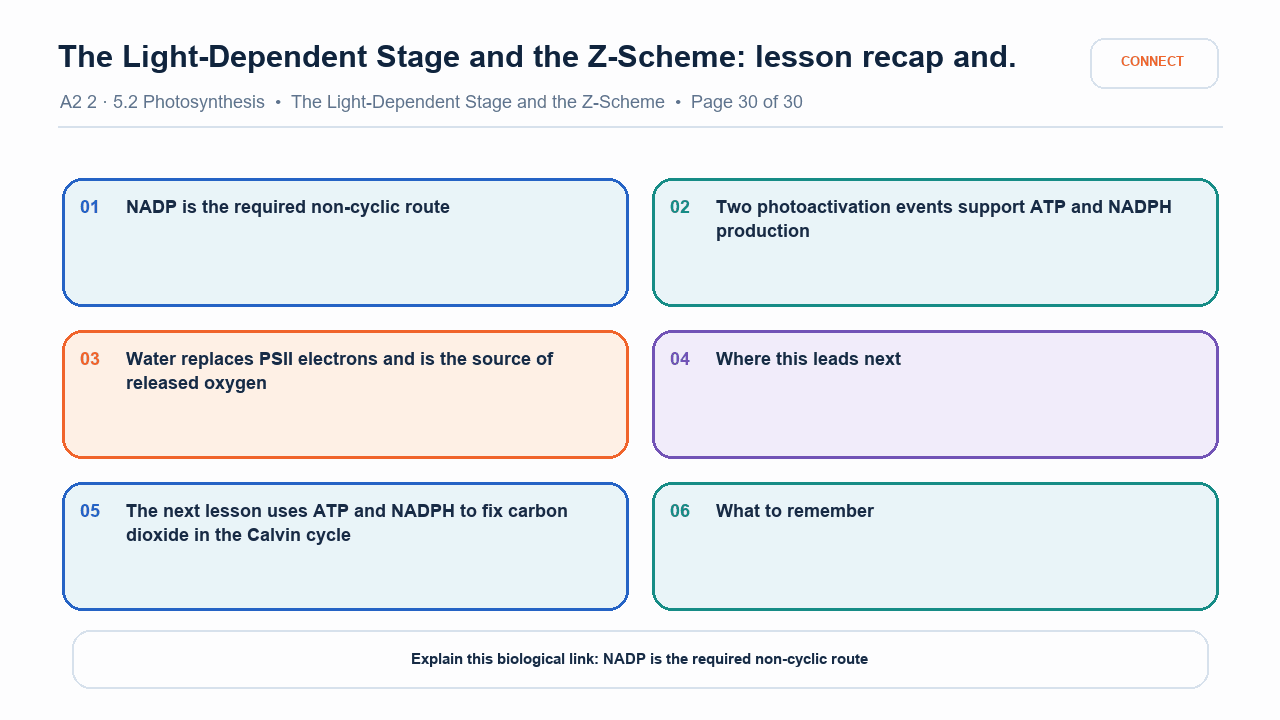 The Light-Dependent Stage and the Z-Scheme: lesson recap and.
CONNECT
A2 2 · 5.2 Photosynthesis • The Light-Dependent Stage and the Z-Scheme • Page 30 of 30
01 NADP is the required non-cyclic route
02 Two photoactivation events support ATP and NADPH
production
03 Water replaces PSII electrons and is the source of
released oxygen
04 Where this leads next
05 The next lesson uses ATP and NADPH to fix carbon
dioxide in the Calvin cycle
06 What to remember
Explain this biological link: NADP is the required non-cyclic route